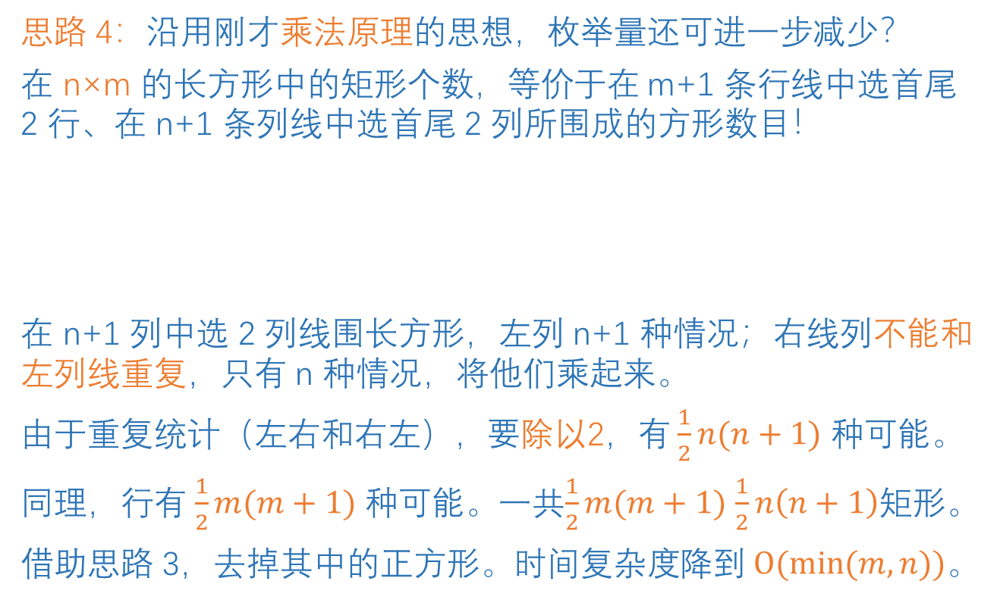 思路 4：沿用刚才乘法原理的思想，枚举量还可进一步减少？
在 n×m 的长方形中的矩形个数，等价于在 m+1 条行线中选首尾
2 行、在 n+1 条列线中选首尾 2 列所围成的方形数目！
在 n+1 列中选 2 列线围长方形，左列 n+1 种情况；右线列不能和
左列线重复，只有 n 种情况，将他们乘起来。
由于重复统计（左右和右左），要除以2，有 \frac{1}{2}n(n + 1) 种可能。
同理，行有 \frac{1}{2}m(m + 1) 种可能。一共\frac{1}{2}m(m + 1) \frac{1}{2}n(n + 1)矩形。
借助思路 3，去掉其中的正方形。时间复杂度降到 O(min(m, n))。